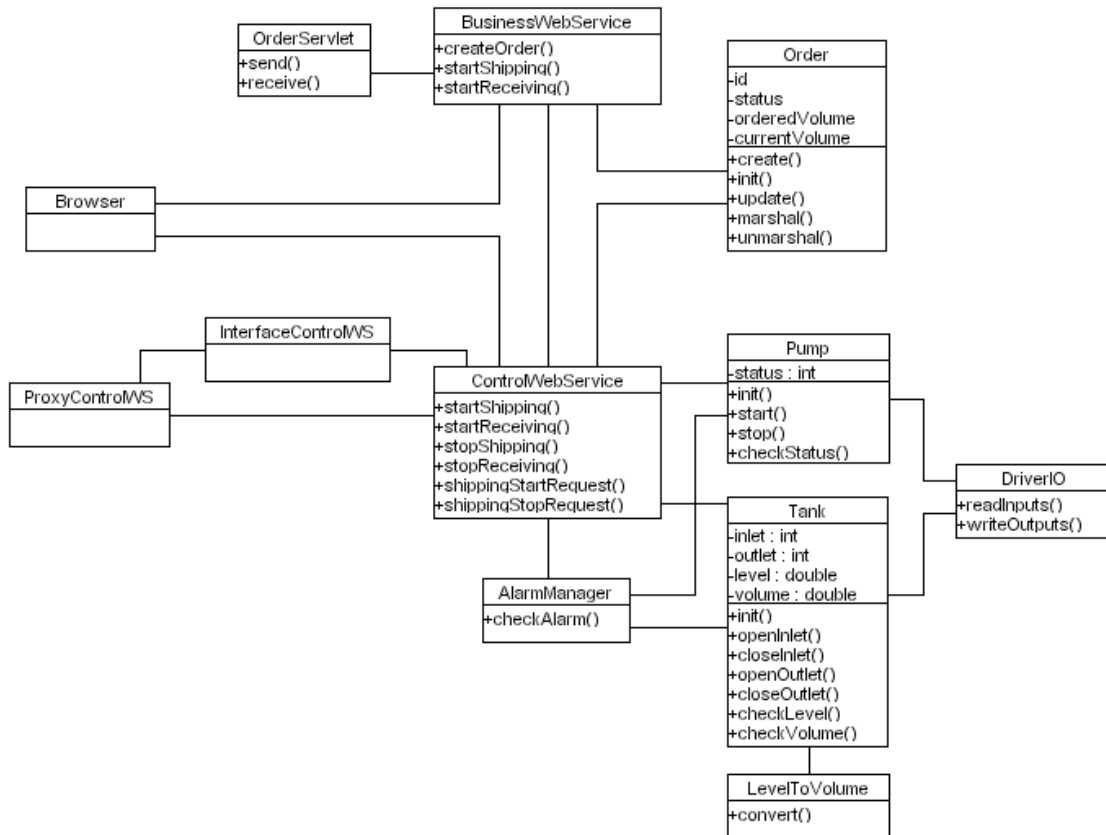 OrderServlet
+send()
+receive()
BusinessWebService
+createOrder()
+startShipping()
+startReceiving()
Order
-id
-status
-orderedVolume
-currentVolume
+create()
+init()
+update()
+marshal()
+unmarshal()
Browser
InterfaceControlWS
ProxyControlWS
ControlWebService
+startShipping()
+startReceiving()
+stopShipping()
+stopReceiving()
+shippingStartRequest()
+shippingStopRequest()
Pump
-status : int
+init()
+start()
+stop()
+checkStatus()
DriverIO
+readInputs()
+writeOutputs()
Tank
-inlet : int
-outlet : int
-level : double
-volume : double
+init()
+openInlet()
+closeInlet()
+openOutlet()
+closeOutlet()
+checkLevel()
+checkVolume()
AlarmManager
+checkAlarm()
LevelToVolume
+convert()